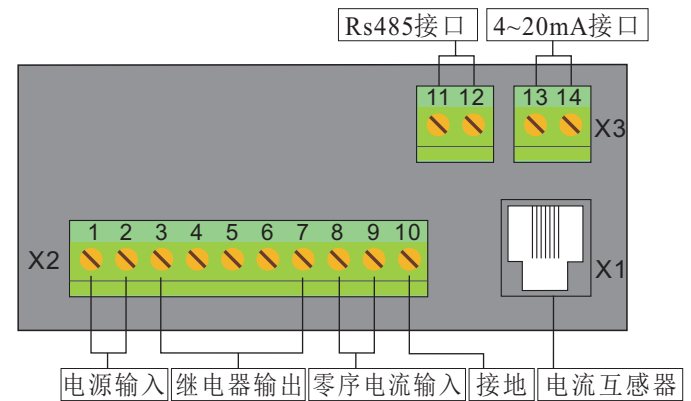 Rs485接口 4~20mA接口
11 12 13 14
X3
1 2 3 4 5 6 7 8 9 10
X2
X1
电源输入 继电器输出 零序电流输入 接地 电流互感器